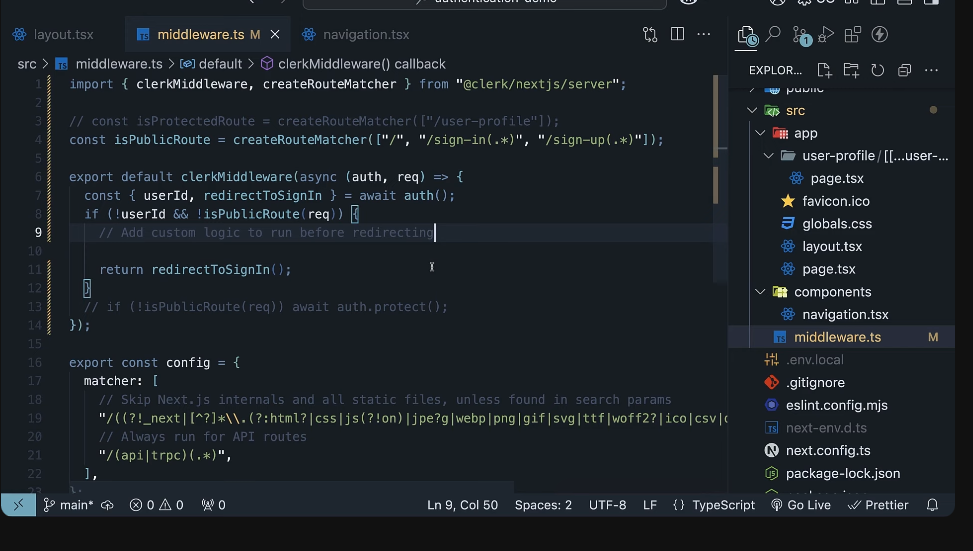 authentication-demo
layout.tsx
middleware.ts M
navigation.tsx
1
src > middleware.ts > default > clerkMiddleware() callback
EXPLOR...
1 import { clerkMiddleware, createRouteMatcher } from "@clerk/nextjs/server";
2
3 // const isProtectedRoute = createRouteMatcher(["/user-profile"]);
4 const isPublicRoute = createRouteMatcher(["/", "/sign-in(.*)", "/sign-up(.*)"]);
5
6 export default clerkMiddleware(async (auth, req) => {
7 const { userId, redirectToSignIn } = await auth();
8 if (!userId && !isPublicRoute(req)) {
9 // Add custom logic to run before redirecting
10
11 return redirectToSignIn();
12 }
13 // if (!isPublicRoute(req)) await auth.protect();
14 });
15
16 export const config = {
17 matcher: [
18 // Skip Next.js internals and all static files, unless found in search params
19 "/((?!_next|[^?]*\\.(?:html?|css|js(?!on)|jpe?g|webp|png|gif|svg|ttf|woff2?|ico|csv|
20 // Always run for API routes
21 "/(api|trpc)(.*)",
22 ],
23 };
public
src
app
user-profile / [[...user-...
page.tsx
favicon.ico
globals.css
layout.tsx
page.tsx
components
navigation.tsx
middleware.ts M
.env.local
.gitignore
eslint.config.mjs
next-env.d.ts
next.config.ts
package-lock.json
main* 0 0 0 Ln 9, Col 50 Spaces: 2 UTF-8 LF {} TypeScript Go Live Prettier